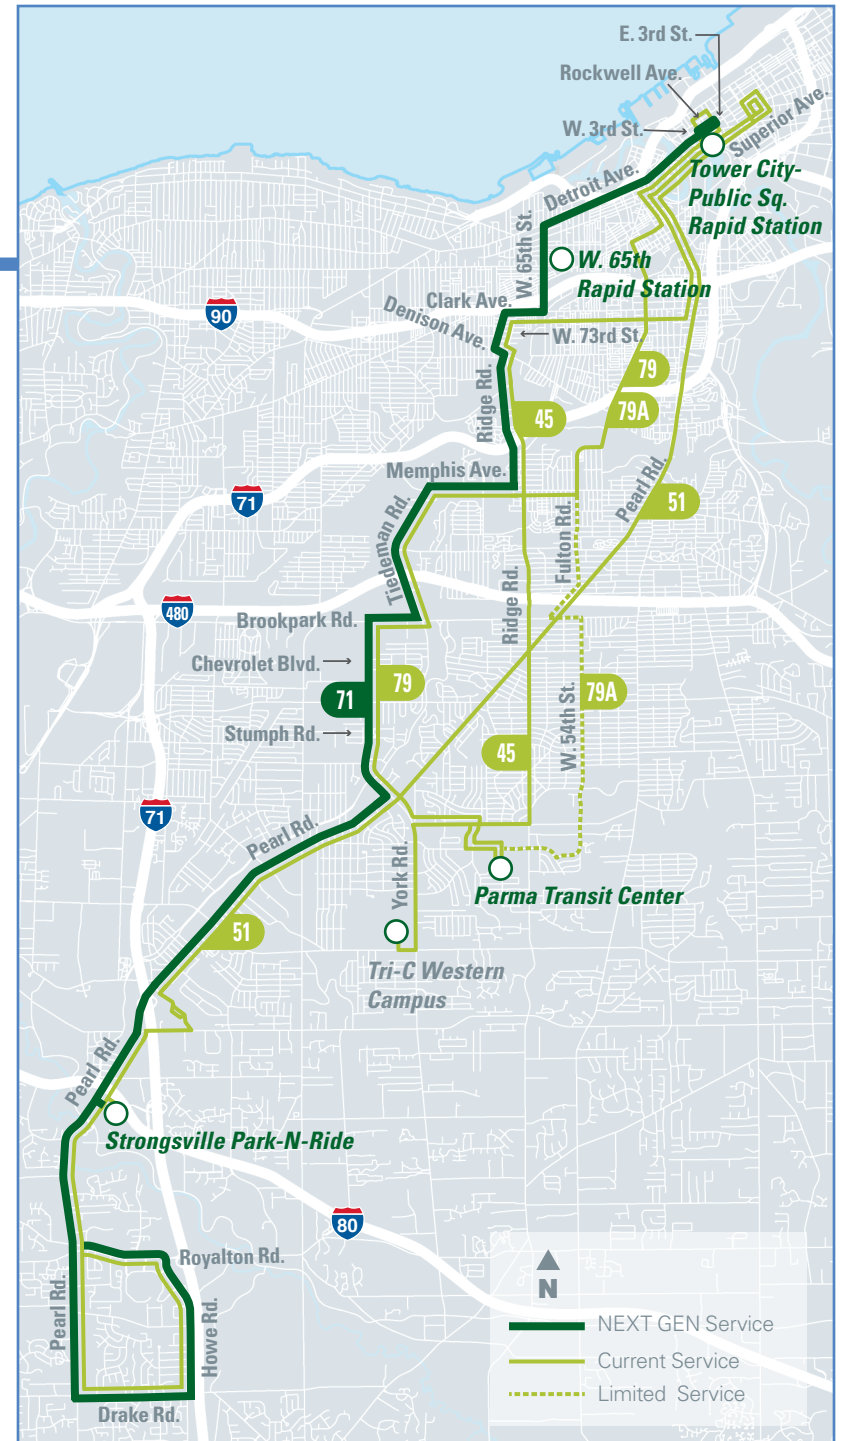 E. 3rd St.
Rockwell Ave.
W. 3rd St.
Superior Ave.
Tower City-
Public Sq.
Rapid Station
Detroit Ave.
W. 65th St.
W. 65th
Rapid Station
Clark Ave.
90
Denison Ave.
W. 73rd St.
79
Ridge Rd.
79A
45
Memphis Ave.
71
Pearl Rd.
51
Tiedeman Rd.
Fulton Rd.
480
Ridge Rd.
Brookpark Rd.
Chevrolet Blvd.
79
79A
71
Stumph Rd.
W. 54th St.
45
71
Pearl Rd.
York Rd.
Parma Transit Center
51
Tri-C Western
Campus
Pearl Rd.
Strongsville Park-N-Ride
80
Royalton Rd.
Pearl Rd.
Howe Rd.
Drake Rd.
N
NEXT GEN Service
Current Service
Limited Service